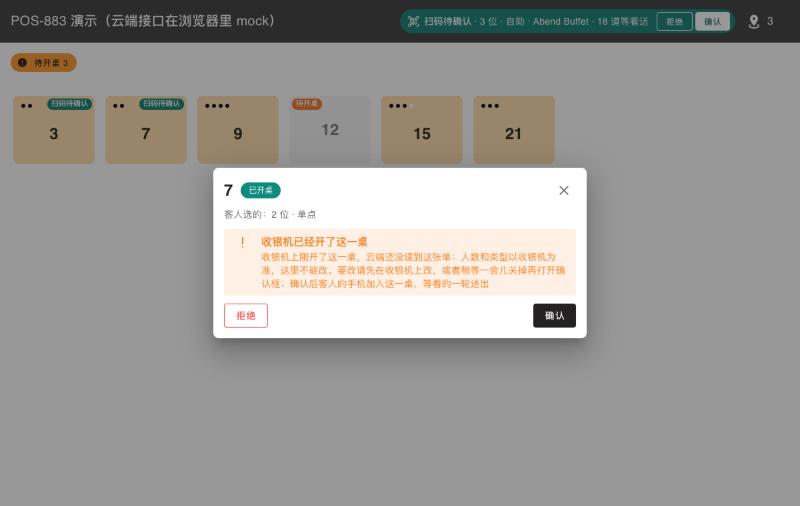 POS-883 演示（云端接口在浏览器里 mock）
扫码待确认 · 3 位 · 自助 · Abend Buffet · 18 道等着送
拒绝
确认
3
待开桌 3
扫码待确认
3
扫码待确认
7
9
待开桌
12
15
21
7 已开桌
客人选的：2 位 · 单点
收银机已经开了这一桌
收银机上刚开了这一桌，云端还没读到这张单：人数和类型以收银机为
准，这里不能改。要改请先在收银机上改，或者稍等一会儿关掉再打开确
认框；确认后客人的手机加入这一桌、等着的一轮送出
拒绝
确认